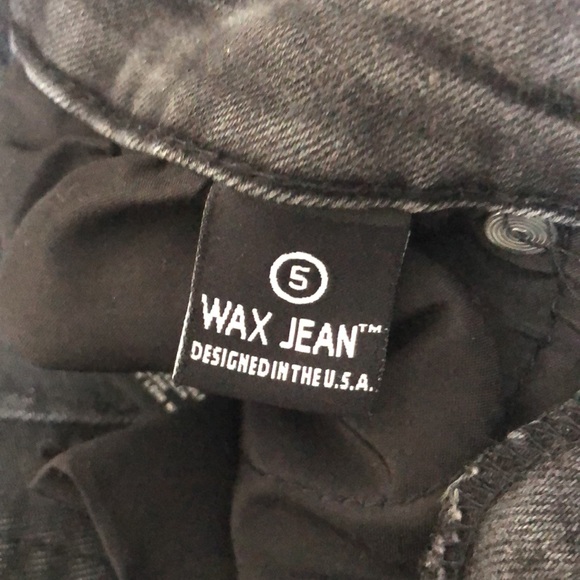 5
WAX JEAN™
DESIGNED IN THE U.S.A.